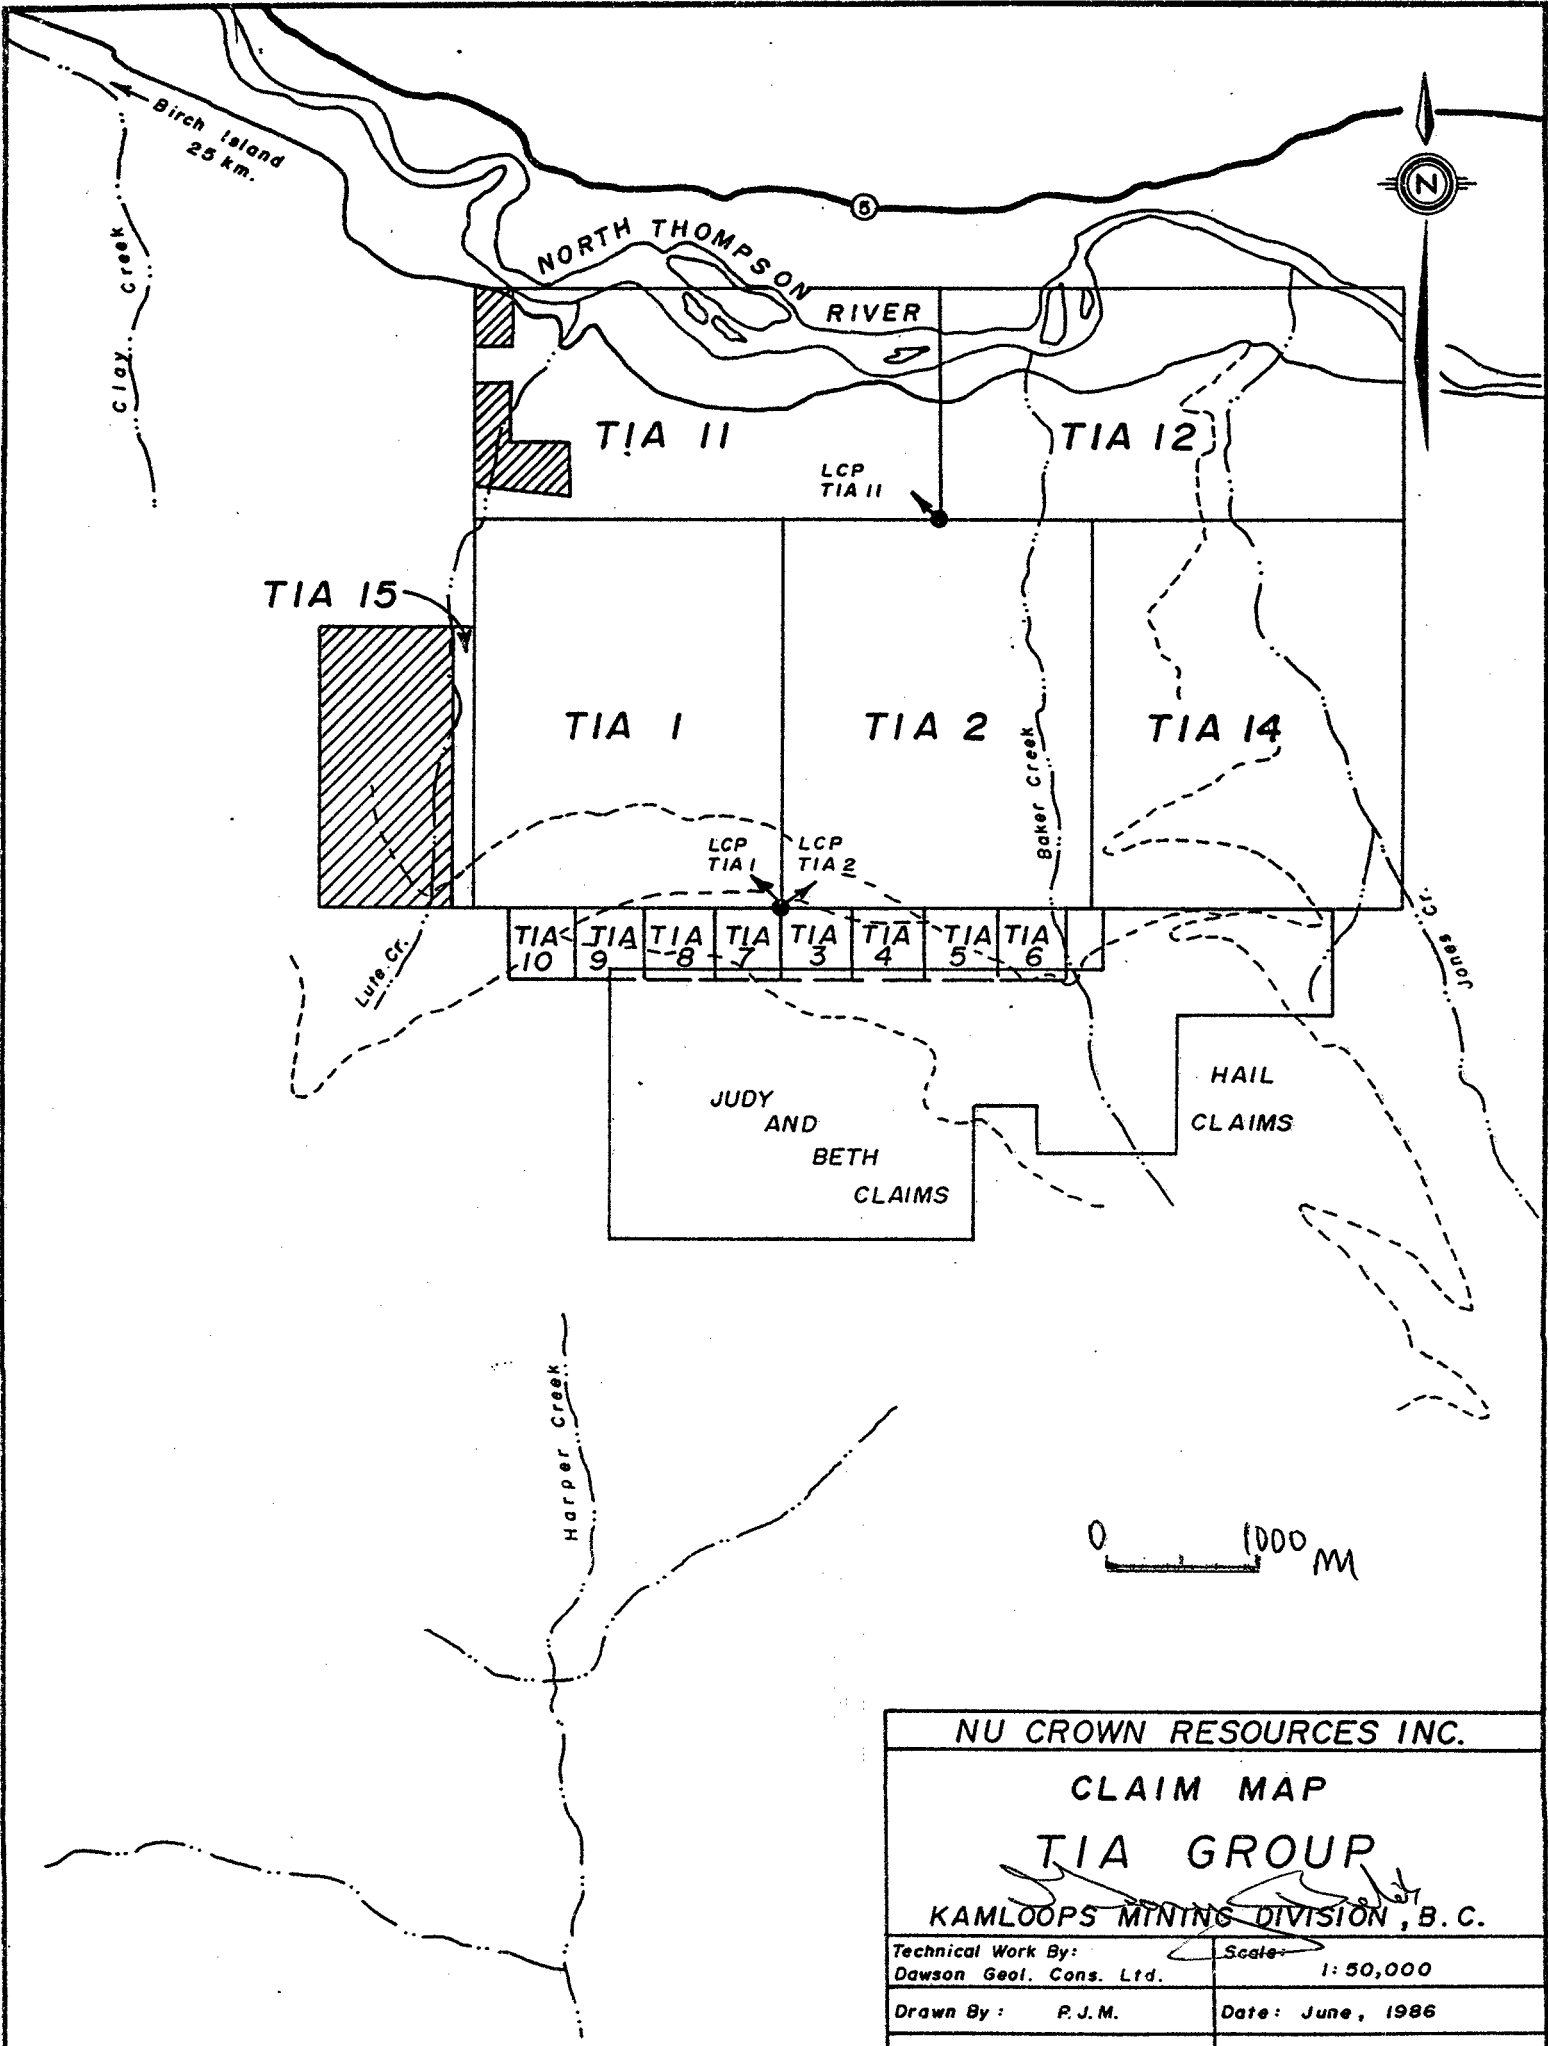 Birch Island
25 km.
Clay Creek
5
N
NORTH THOMPSON RIVER
TIA 11
TIA 12
LCP
TIA 11
TIA 15
TIA 1
TIA 2
TIA 14
Baker Creek
LCP
TIA 1
LCP
TIA 2
TIA
10
TIA
9
TIA
8
TIA
7
TIA
3
TIA
4
TIA
5
TIA
6
Lute Cr.
Jones Cr.
JUDY
AND
BETH
CLAIMS
HAIL
CLAIMS
Harper Creek
0 1000 m
NU CROWN RESOURCES INC.
CLAIM MAP
TIA GROUP
KAMLOOPS MINING DIVISION, B.C.
Technical Work By:
Dawson Geol. Cons. Ltd.
Scale:
1:50,000
Drawn By: P.J.M.
Date: June, 1986